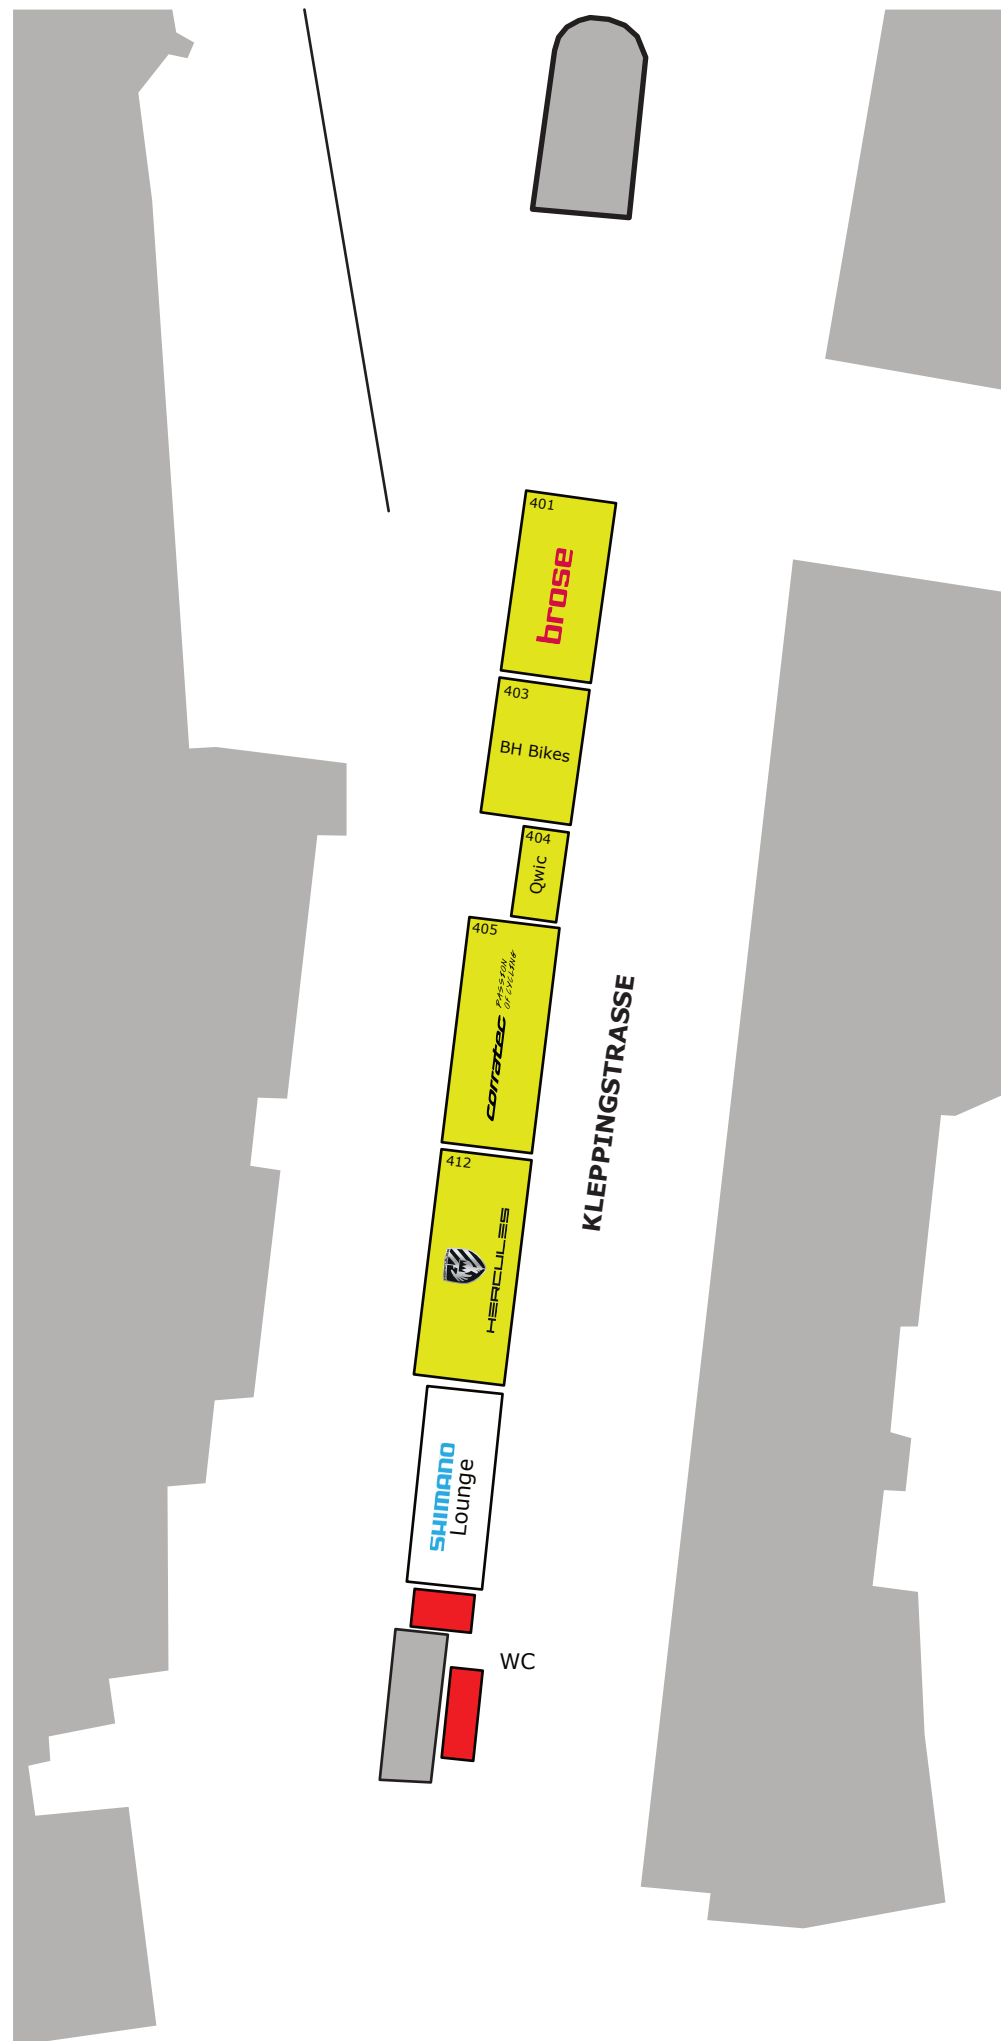 401
brose
403
BH Bikes
404
Qwic
405
corratec
PASSION
OF CYCLING
KLEPPINGSTRASSE
412
HERCULES
SHIMANO
Lounge
WC